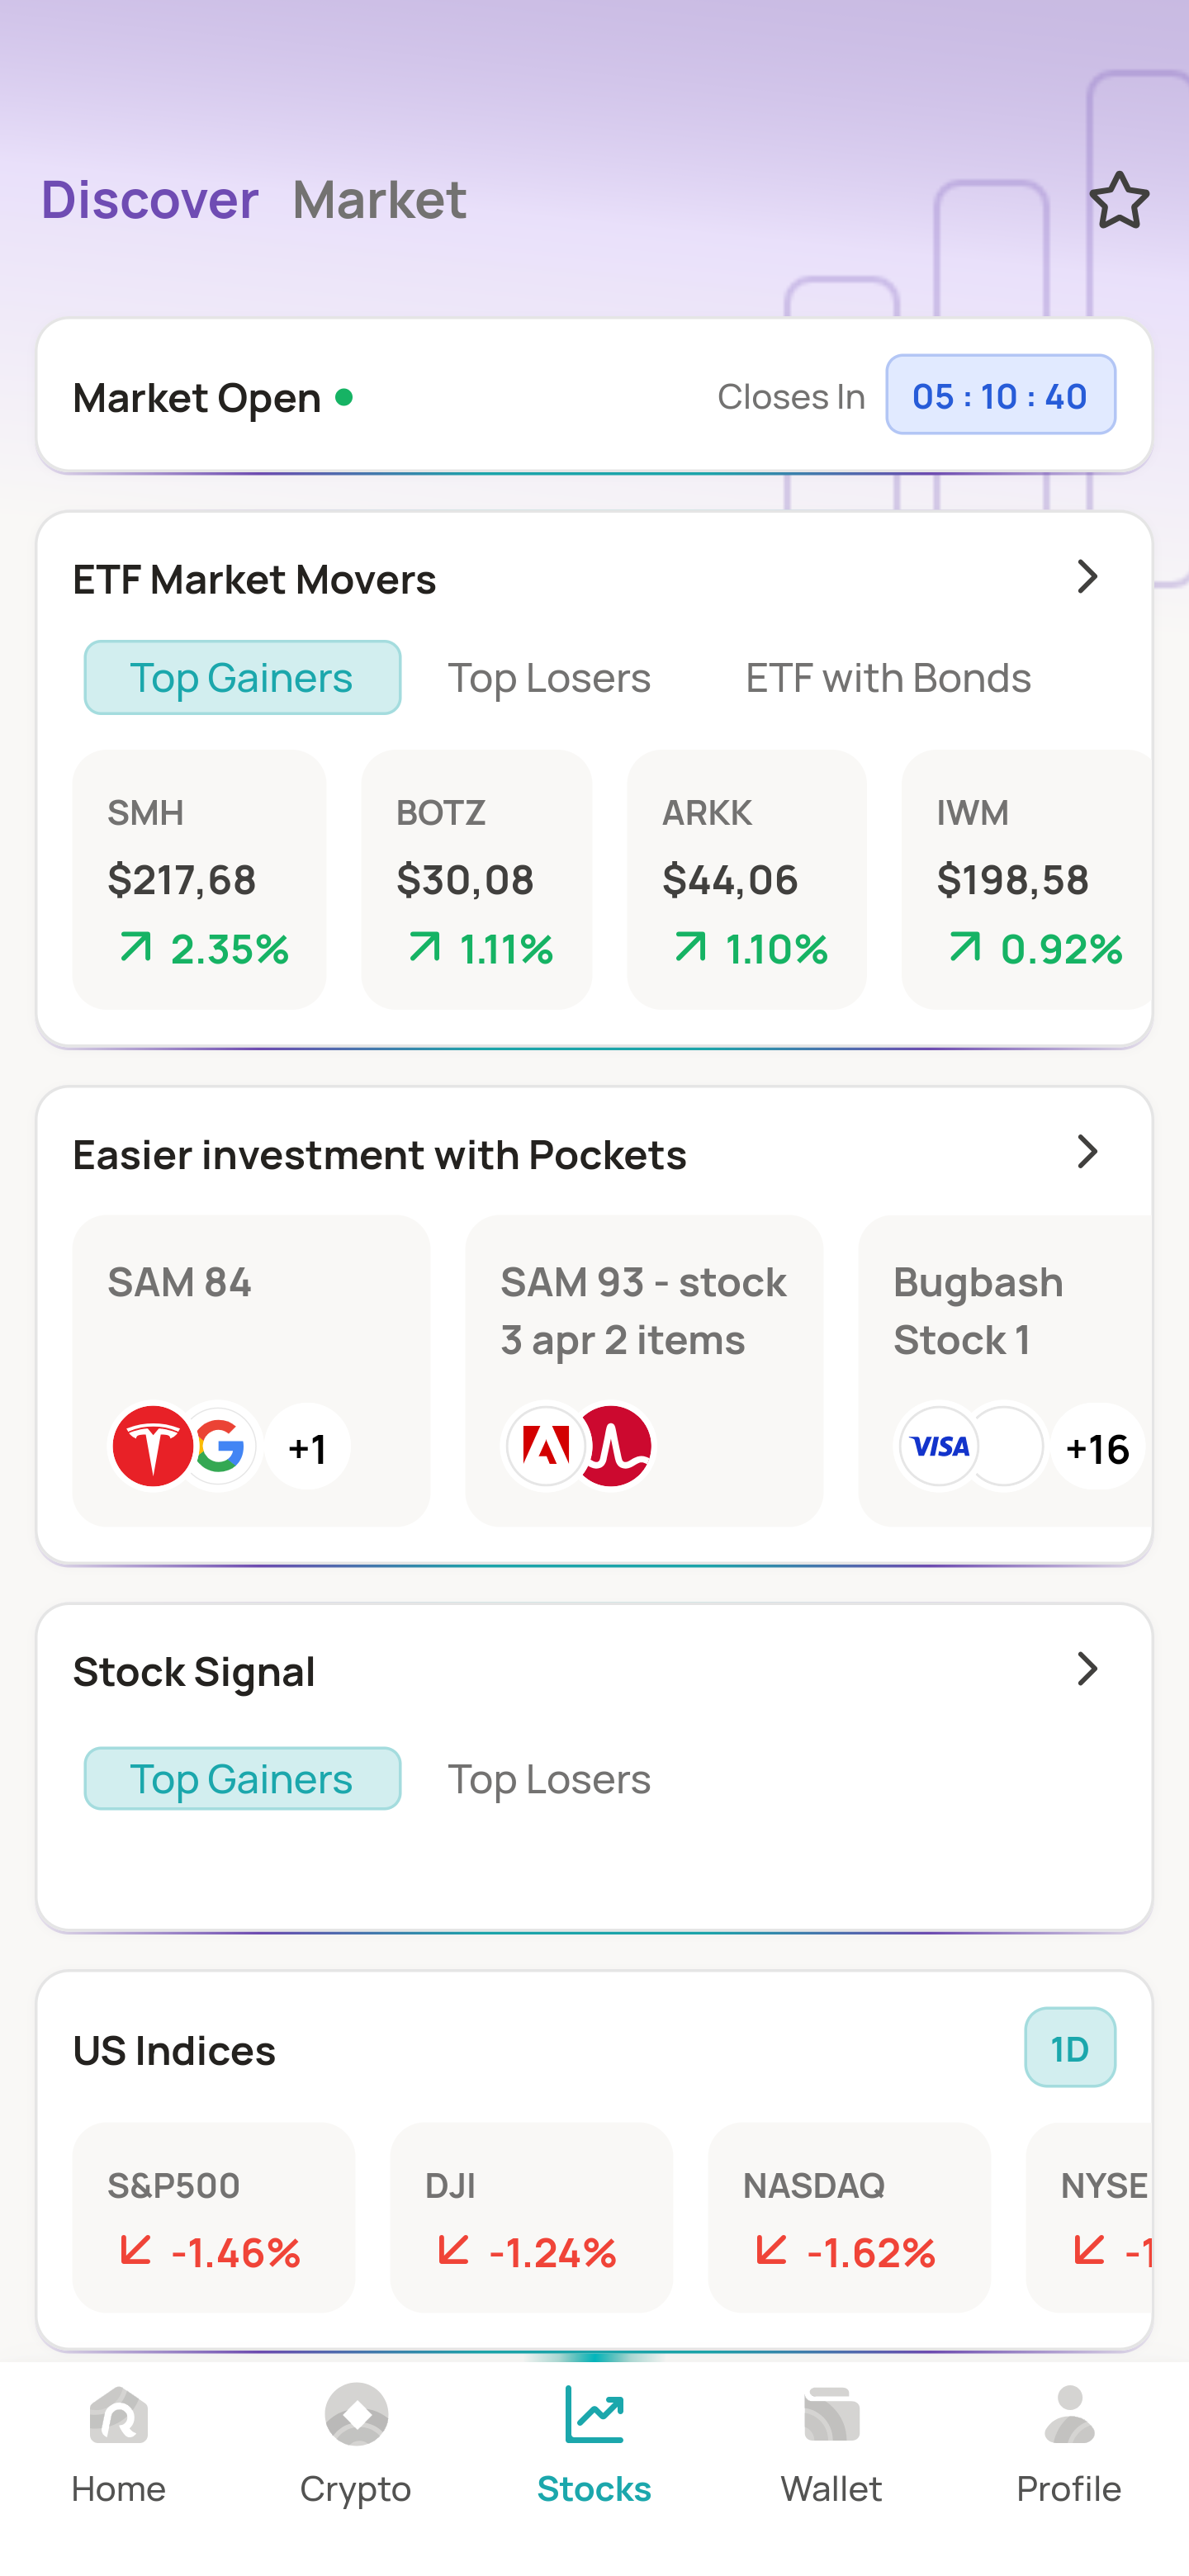 Discover Market
Market Open Closes In 05 : 10 : 40
ETF Market Movers
Top Gainers Top Losers ETF with Bonds
SMH BOTZ ARKK IWM
$217,68 $30,08 $44,06 $198,58
2.35% 1.11% 1.10% 0.92%
Easier investment with Pockets
SAM 84 SAM 93 - stock Bugbash
3 apr 2 items Stock 1
+1 VISA +16
Stock Signal
Top Gainers Top Losers
US Indices 1D
S&P500 DJI NASDAQ NYSE
-1.46% -1.24% -1.62% -1
Home Crypto Stocks Wallet Profile